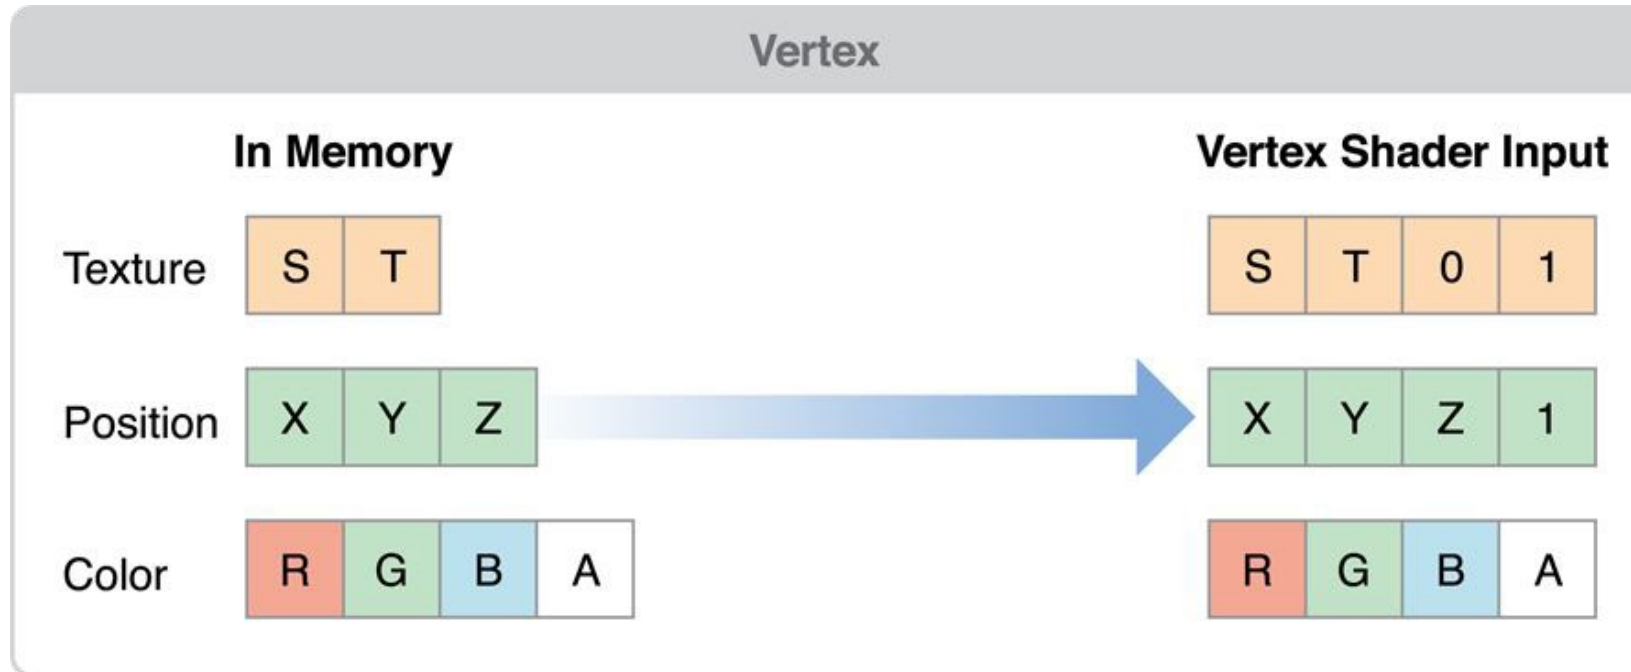 Vertex
In Memory Vertex Shader Input
Texture S T S T 0 1
Position X Y Z X Y Z 1
Color R G B A R G B A